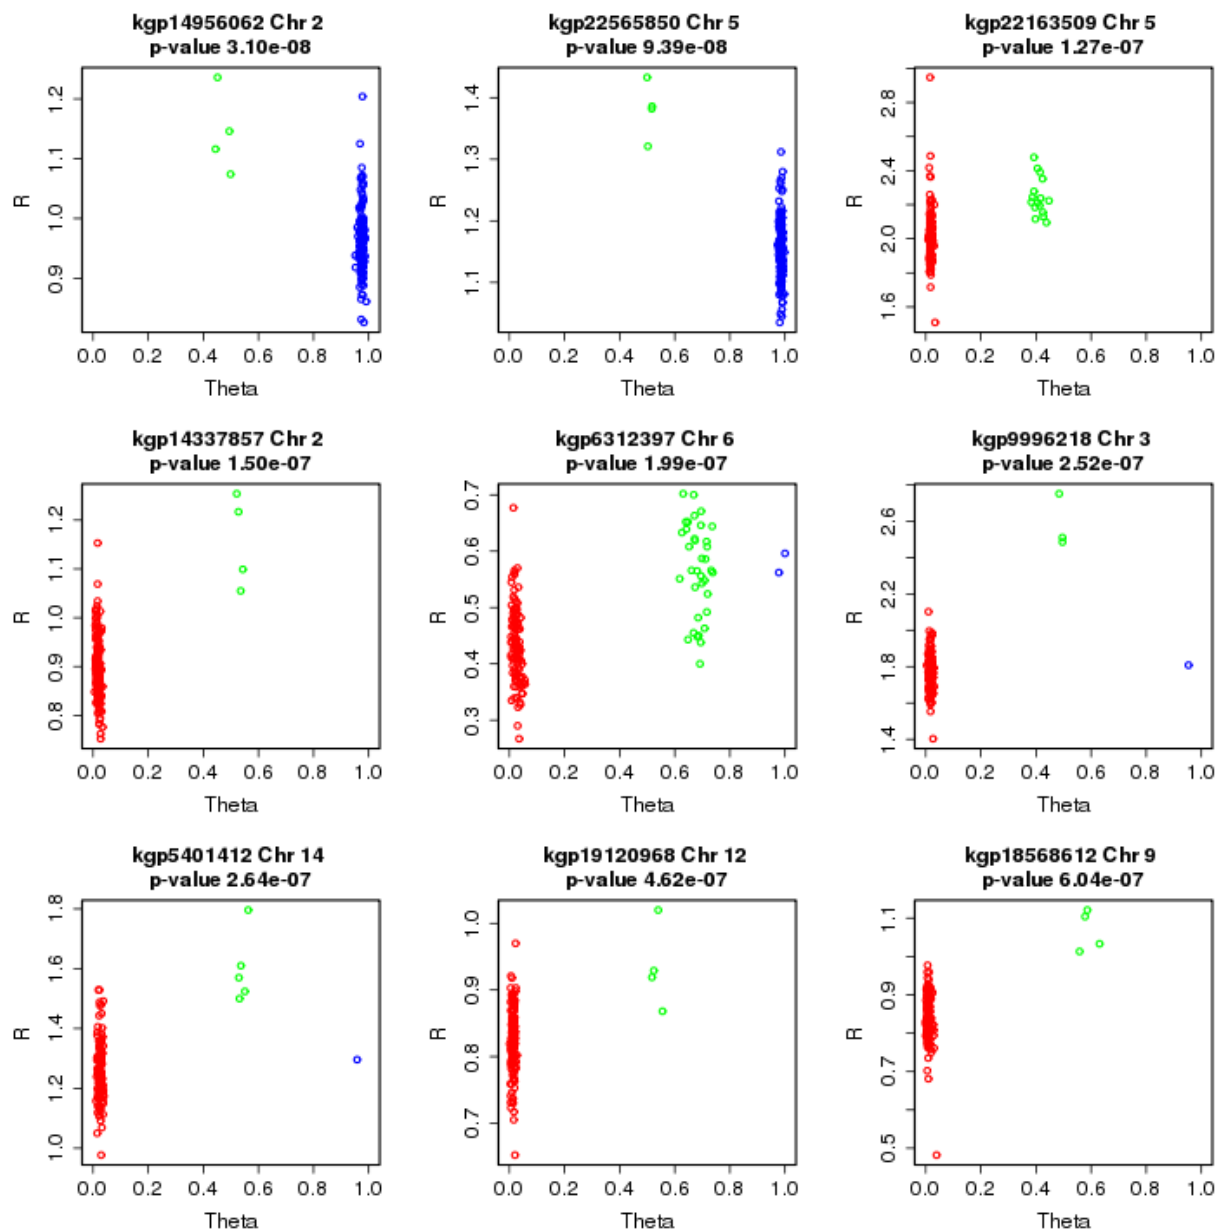 kgp14956062 Chr 2
p-value 3.10e-08
R
0.9 1.0 1.1 1.2
0.0 0.2 0.4 0.6 0.8 1.0
Theta
kgp22565850 Chr 5
p-value 9.39e-08
R
1.1 1.2 1.3 1.4
0.0 0.2 0.4 0.6 0.8 1.0
Theta
kgp22163509 Chr 5
p-value 1.27e-07
R
1.6 2.0 2.4 2.8
0.0 0.2 0.4 0.6 0.8 1.0
Theta
kgp14337857 Chr 2
p-value 1.50e-07
R
0.8 0.9 1.0 1.1 1.2
0.0 0.2 0.4 0.6 0.8 1.0
Theta
kgp6312397 Chr 6
p-value 1.99e-07
R
0.3 0.4 0.5 0.6 0.7
0.0 0.2 0.4 0.6 0.8 1.0
Theta
kgp9996218 Chr 3
p-value 2.52e-07
R
1.4 1.8 2.2 2.6
0.0 0.2 0.4 0.6 0.8 1.0
Theta
kgp5401412 Chr 14
p-value 2.64e-07
R
1.0 1.2 1.4 1.6 1.8
0.0 0.2 0.4 0.6 0.8 1.0
Theta
kgp19120968 Chr 12
p-value 4.62e-07
R
0.7 0.8 0.9 1.0
0.0 0.2 0.4 0.6 0.8 1.0
Theta
kgp18568612 Chr 9
p-value 6.04e-07
R
0.5 0.7 0.9 1.1
0.0 0.2 0.4 0.6 0.8 1.0
Theta